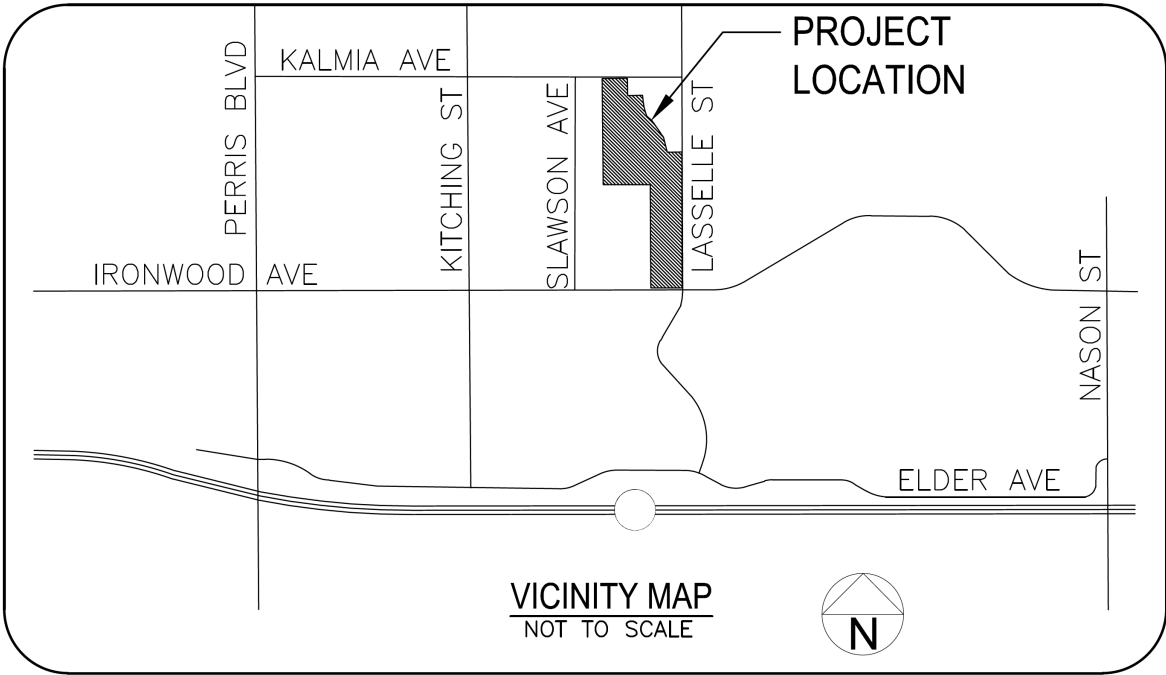 PROJECT
LOCATION
KALMIA AVE
PERRIS BLVD
KITCHING ST
SLAWSON AVE
LASSELLE ST
IRONWOOD AVE
NASON ST
ELDER AVE
VICINITY MAP
NOT TO SCALE
N